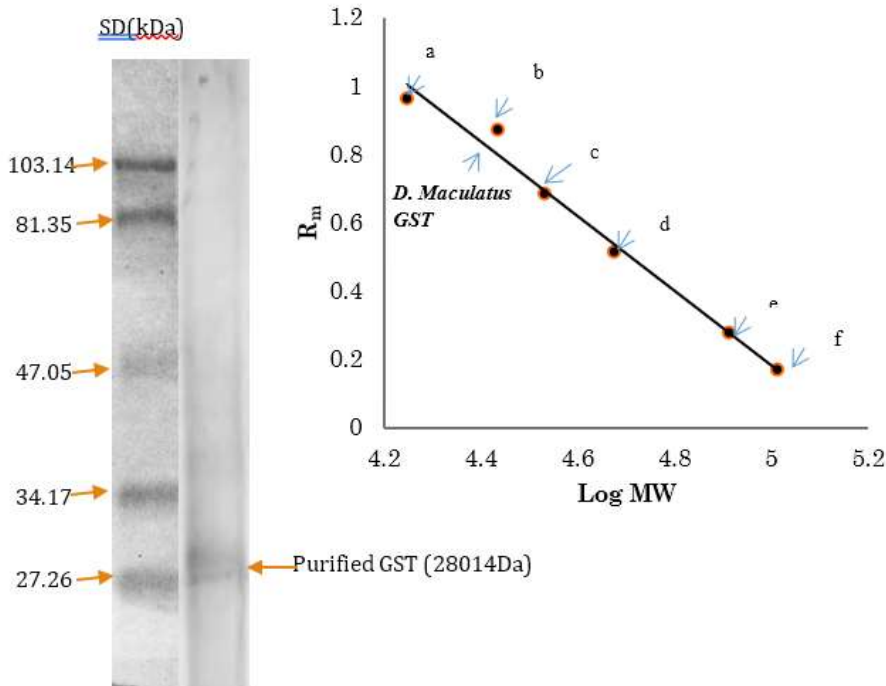 SD(kDa)
103.14
81.35
47.05
34.17
27.26
Purified GST (28014Da)
1.2
1
0.8
0.6
0.4
0.2
0
R_m
4.2 4.4 4.6 4.8 5 5.2
Log MW
a
b
c
d
e
f
D. Maculatus
GST